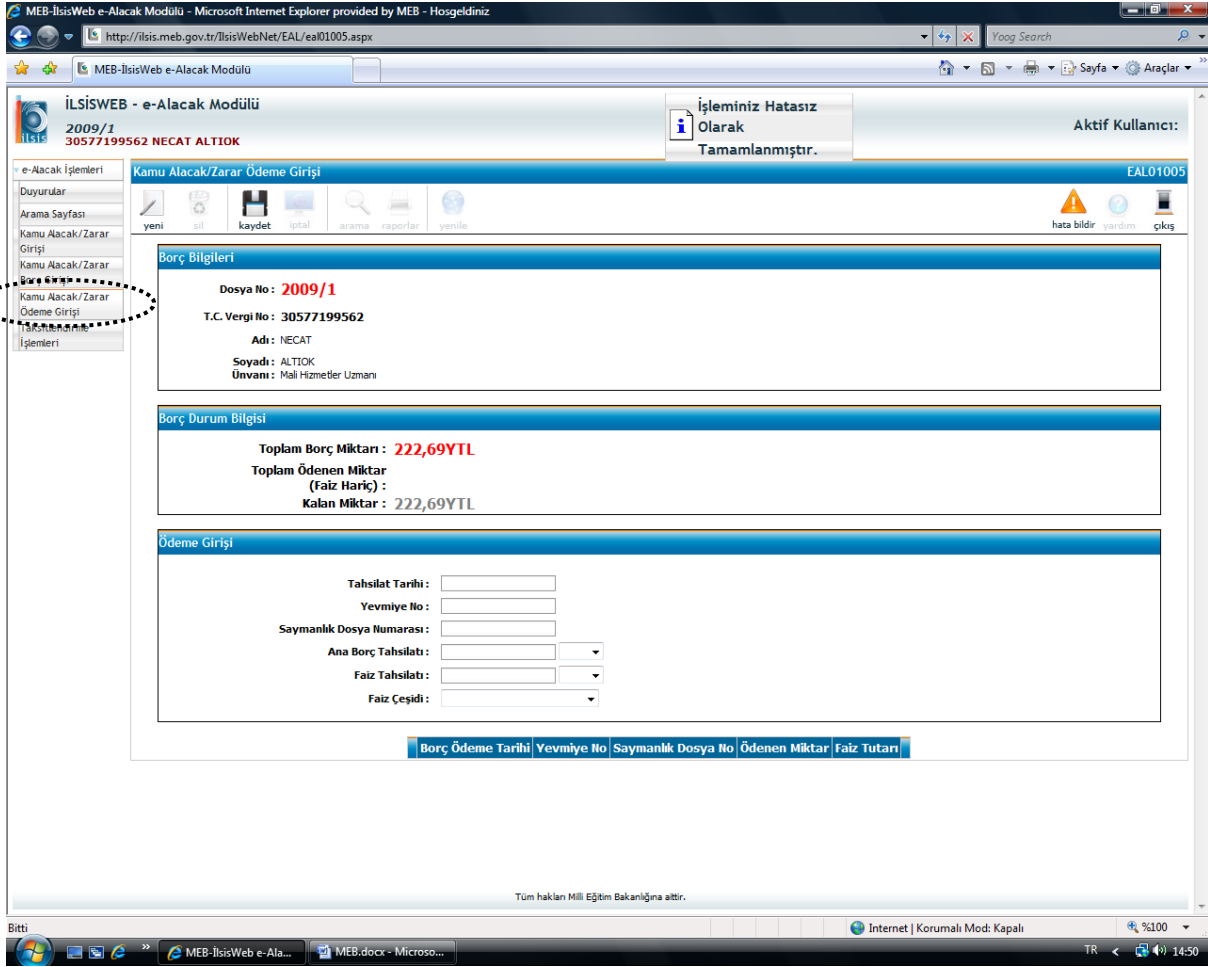 MEB-İlsisWeb e-Alacak Modülü - Microsoft Internet Explorer provided by MEB - Hosgeldiniz
http://ilsis.meb.gov.tr/IlsisWebNet/EAL/eal01005.aspx
Yoog Search
MEB-İlsisWeb e-Alacak Modülü
Sayfa
Araçlar
ilsis
İLSİSWEB - e-Alacak Modülü
2009/1
30577199562 NECAT ALTIOK
İşleminiz Hatasız
Olarak
Tamamlanmıştır.
Aktif Kullanıcı:
e-Alacak İşlemleri
Duyurular
Arama Sayfası
Kamu Alacak/Zarar
Girişi
Kamu Alacak/Zarar
Borç Girişi
Kamu Alacak/Zarar
Ödeme Girişi
Taksitlendirme
İşlemleri
Kamu Alacak/Zarar Ödeme Girişi
EAL01005
yeni sil kaydet iptal arama raporlar yenile
hata bildir yardım çıkış
Borç Bilgileri
Dosya No : 2009/1
T.C. Vergi No : 30577199562
Adı : NECAT
Soyadı : ALTIOK
Ünvanı : Mali Hizmetler Uzmanı
Borç Durum Bilgisi
Toplam Borç Miktarı : 222,69YTL
Toplam Ödenen Miktar
(Faiz Hariç) :
Kalan Miktar : 222,69YTL
Ödeme Girişi
Tahsilat Tarihi :
Yevmiye No :
Saymanlık Dosya Numarası :
Ana Borç Tahsilatı :
Faiz Tahsilatı :
Faiz Çeşidi :
Borç Ödeme Tarihi Yevmiye No Saymanlık Dosya No Ödenen Miktar Faiz Tutarı
Tüm hakları Milli Eğitim Bakanlığına aittir.
Bitti
Internet | Korumalı Mod: Kapalı
%100
MEB-İlsisWeb e-Ala...
MEB.docx - Microso...
TR
14:50